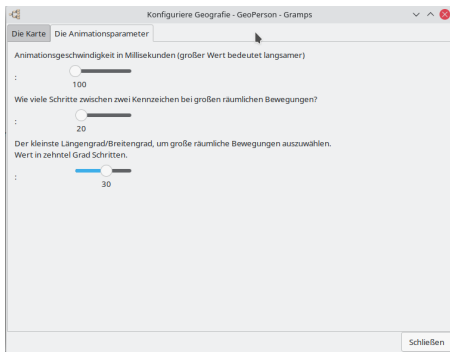 Konfiguriere Geografie - GeoPerson - Gramps
Die Karte Die Animationsparameter
Animationsgeschwindigkeit in Millisekunden (großer Wert bedeutet langsamer)
:
100
Wie viele Schritte zwischen zwei Kennzeichen bei großen räumlichen Bewegungen?
:
20
Der kleinste Längengrad/Breitengrad, um große räumliche Bewegungen auszuwählen.
Wert in zehntel Grad Schritten.
:
30
Schließen